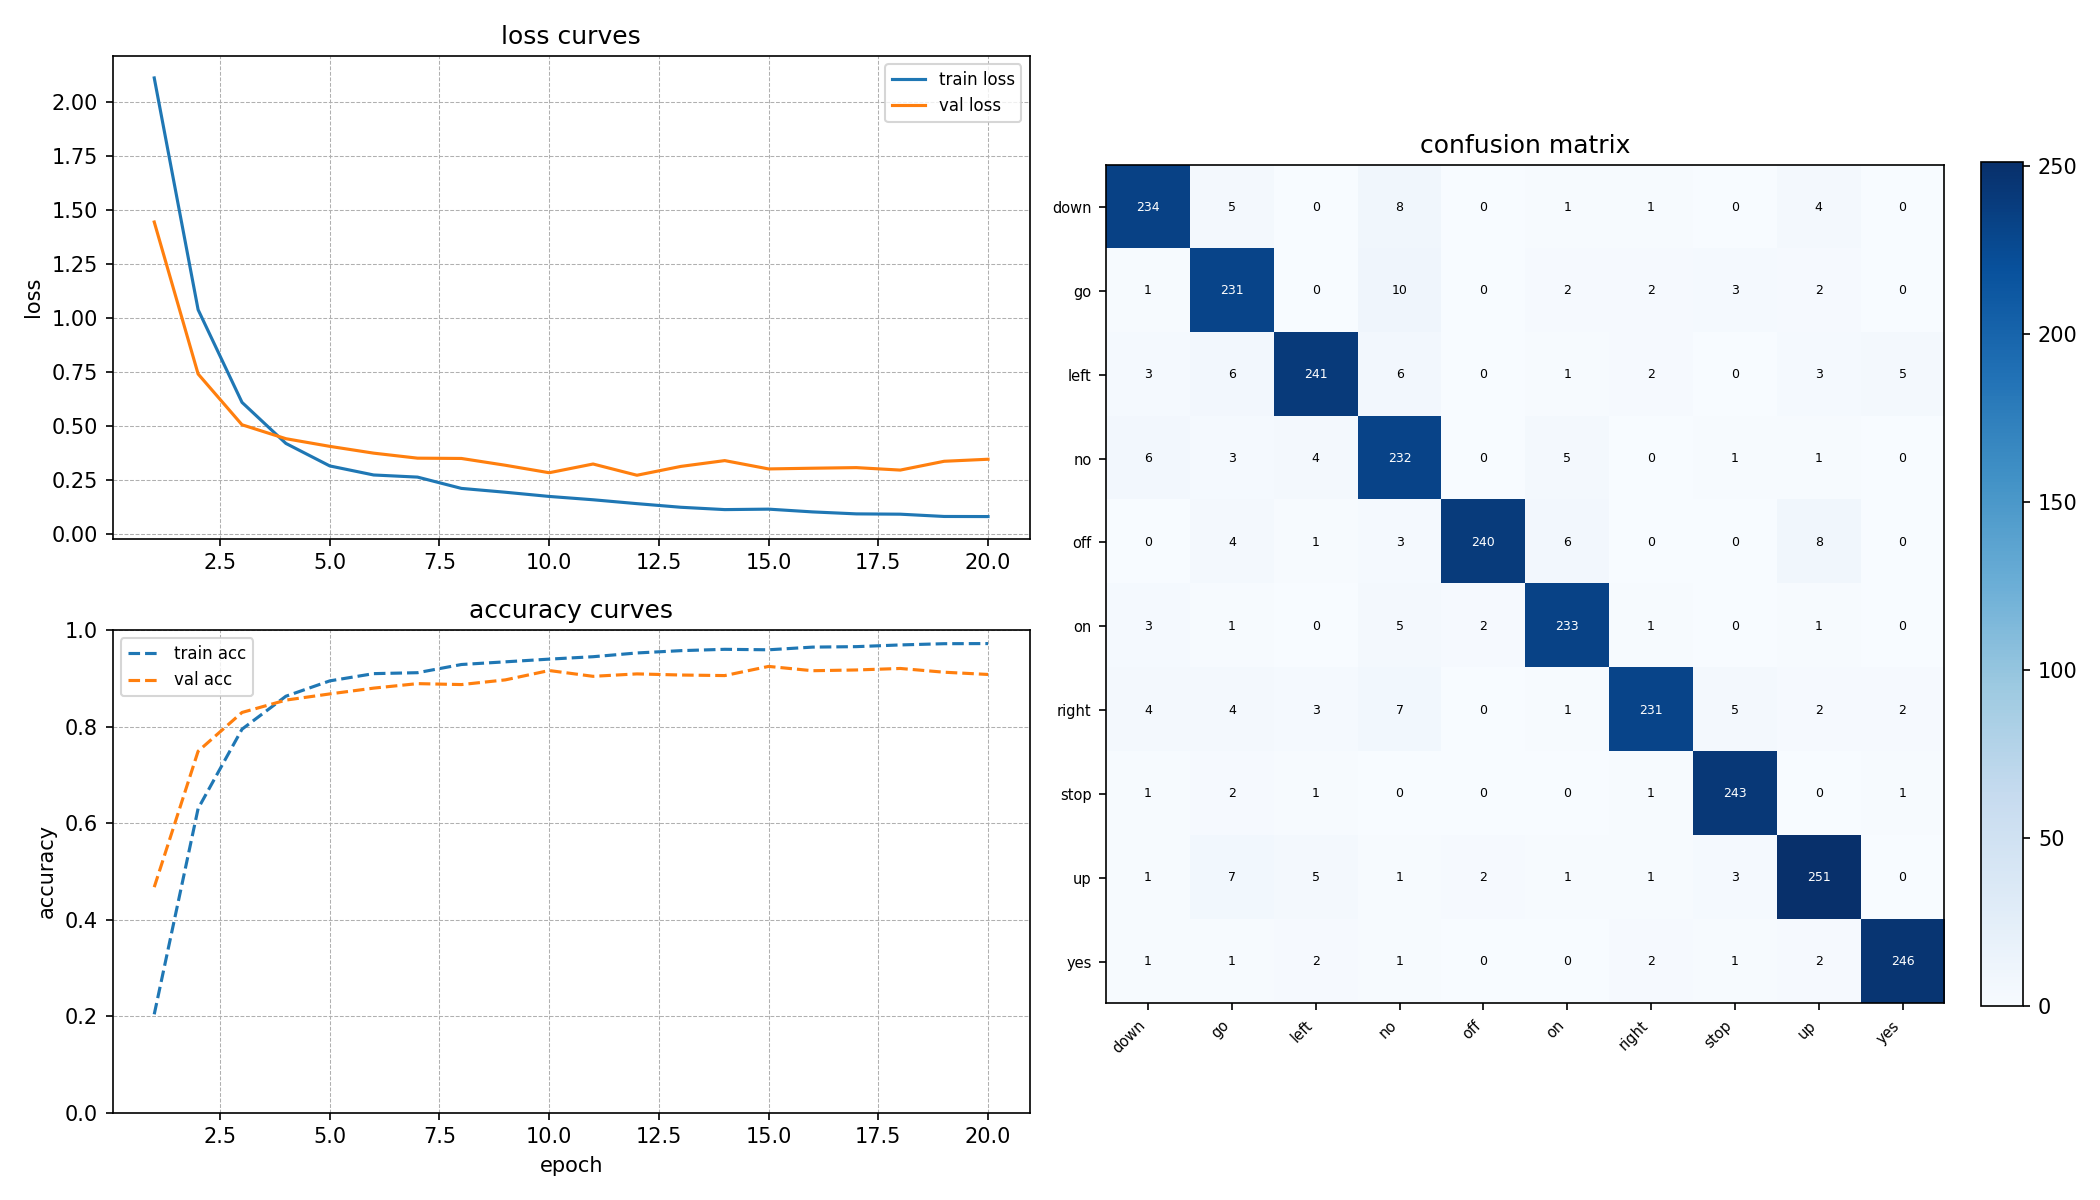 loss curves
train loss
val loss
2.00
1.75
1.50
1.25
1.00
0.75
0.50
0.25
0.00
loss
2.5 5.0 7.5 10.0 12.5 15.0 17.5 20.0
accuracy curves
train acc
val acc
1.0
0.8
0.6
0.4
0.2
0.0
accuracy
2.5 5.0 7.5 10.0 12.5 15.0 17.5 20.0
epoch
confusion matrix
down 234 5 0 8 0 1 1 0 4 0
go 1 231 0 10 0 2 2 3 2 0
left 3 6 241 6 0 1 2 0 3 5
no 6 3 4 232 0 5 0 1 1 0
off 0 4 1 3 240 6 0 0 8 0
on 3 1 0 5 2 233 1 0 1 0
right 4 4 3 7 0 1 231 5 2 2
stop 1 2 1 0 0 0 1 243 0 1
up 1 7 5 1 2 1 1 3 251 0
yes 1 1 2 1 0 0 2 1 2 246
down go left no off on right stop up yes
250
200
150
100
50
0